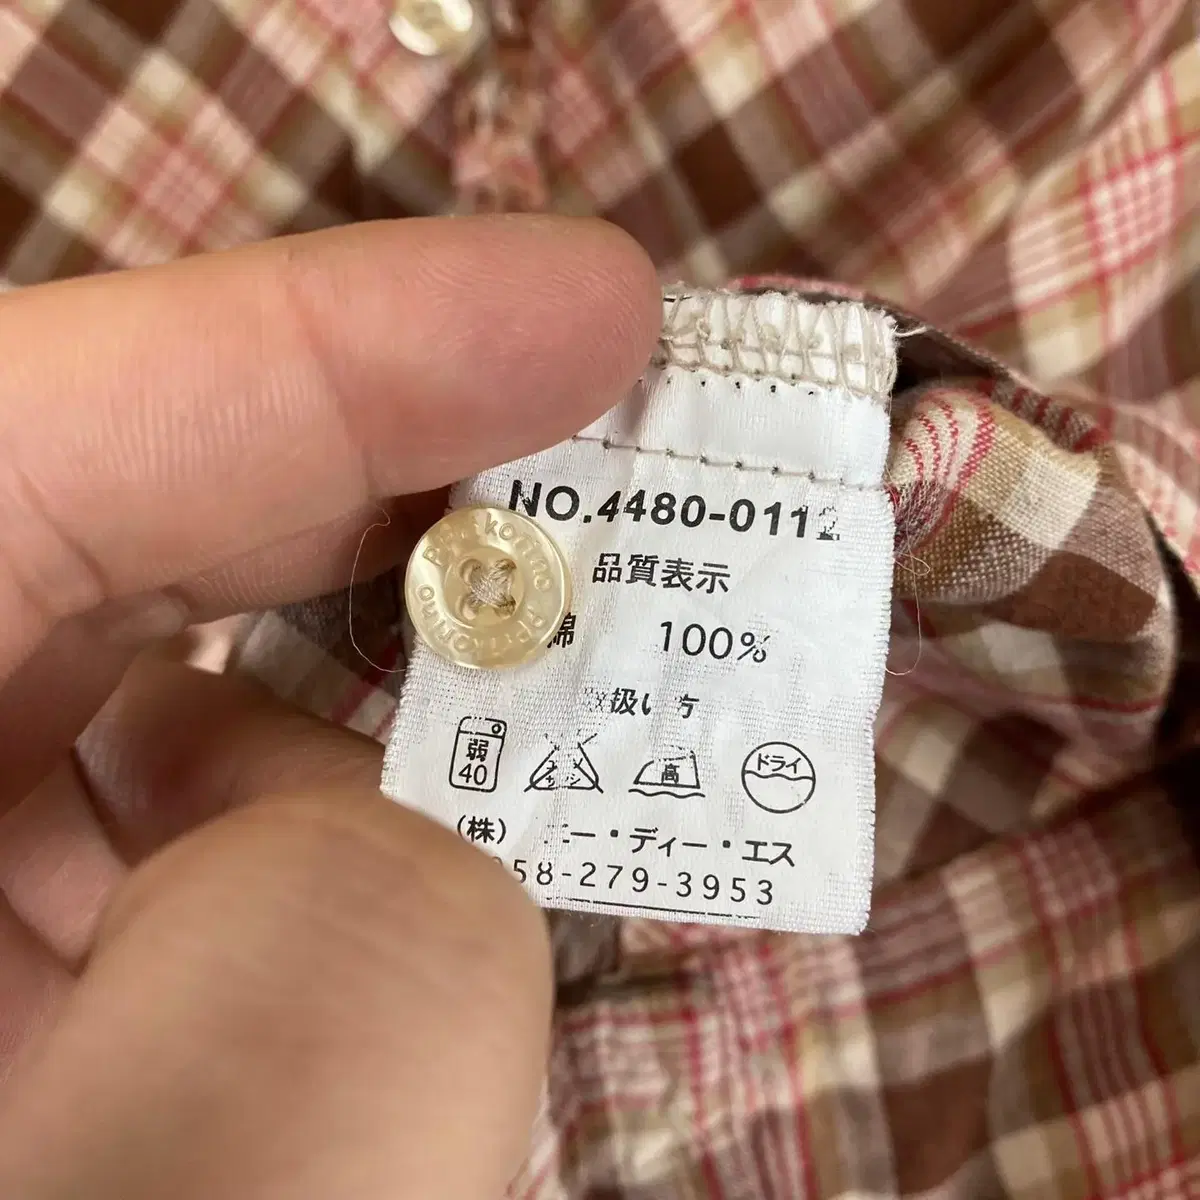 NO.4480-0112
品質表示
綿 100%
扱い方
弱
40
高
ドライ
(株) ・ディー・エス
58-279-3953